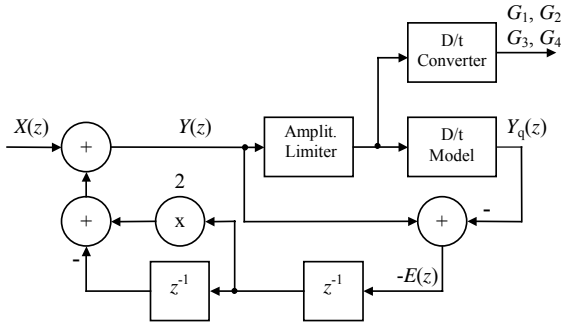 G1, G2
G3, G4
D/t
Converter
X(z)
Y(z)
Amplit.
Limiter
D/t
Model
Yq(z)
+
2
-
+
x
+
-
z-1
z-1
-E(z)